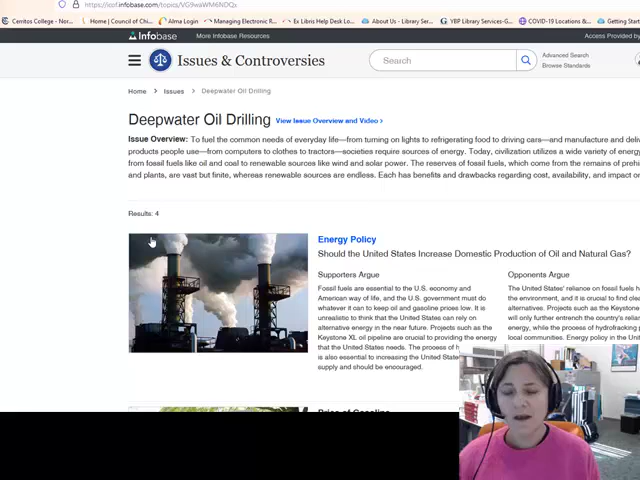 https://icof.infobase.com/topics/VG9waWM6NDQx
Cerritos College - Nor...
Home | Council of Chi...
Alma Login
Managing Electronic R...
Ex Libris Help Desk Lo...
About Us - Library Ser...
YBP Library Services-G...
COVID-19 Locations &...
Getting Start
Infobase
More Infobase Resources
Access Provided by
Issues & Controversies
Search
Advanced Search
Browse Standards
Home > Issues > Deepwater Oil Drilling
Deepwater Oil Drilling View Issue Overview and Video >
Issue Overview: To fuel the common needs of everyday life—from turning on lights to refrigerating food to driving cars—and manufacture and deli
products people use—from computers to clothes to tractors—societies require sources of energy. Today, civilization utilizes a wide variety of energy
from fossil fuels like oil and coal to renewable sources like wind and solar power. The reserves of fossil fuels, which come from the remains of prehi
and plants, are vast but finite, whereas renewable sources are endless. Each has benefits and drawbacks regarding cost, availability, and impact on
Results: 4
Energy Policy
Should the United States Increase Domestic Production of Oil and Natural Gas?
Supporters Argue
Fossil fuels are essential to the U.S. economy and
American way of life, and the U.S. government must do
whatever it can to keep oil and gasoline prices low. It is
unrealistic to think that the United States can rely on
alternative energy in the near future. Projects such as the
Keystone XL oil pipeline are crucial to providing the energy
that the United States needs. The process of h
is also essential to increasing the United State
supply and should be encouraged.
Opponents Argue
The United States' reliance on fossil fuels h
the environment, and it is crucial to find clea
alternatives. Projects such as the Keystone
will only further entrench the country's relia
energy, while the process of hydrofracking p
local communities. Energy policy in the Unit
Price of Gasoline